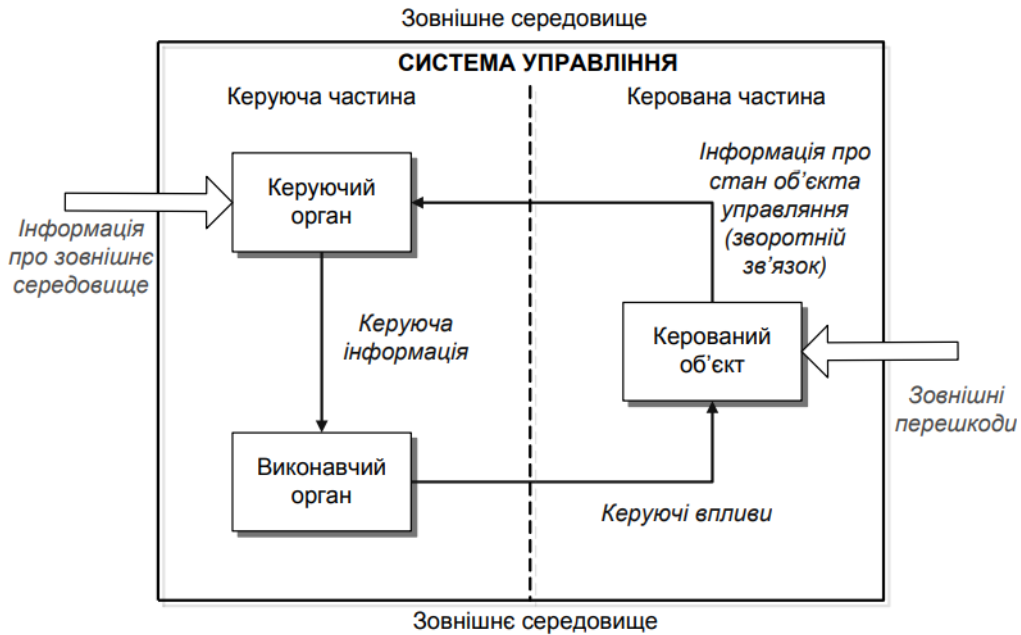 Зовнішне середовище
СИСТЕМА УПРАВЛІННЯ
Керуюча частина
Керована частина
Керуючий
орган
Інформація про
стан об’єкта
управляння
(зворотній
зв’язок)
Інформація
про зовнішнє
середовище
Керуюча
інформація
Керований
об’єкт
Зовнішні
перешкоди
Виконавчий
орган
Керуючі впливи
Зовнішнє середовище